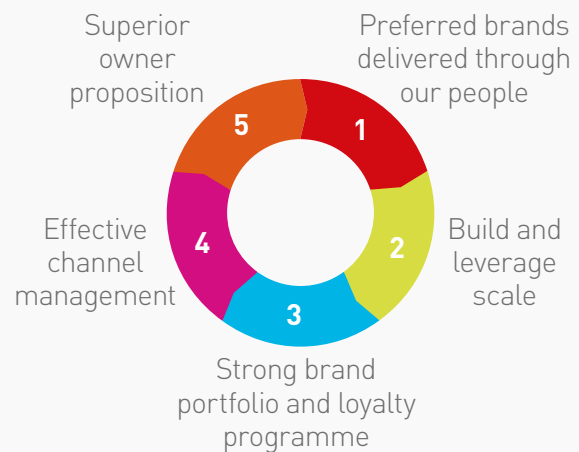 Superior
owner
proposition
Preferred brands
delivered through
our people
5
1
Effective
channel
management
4
2
Build and
leverage
scale
3
Strong brand
portfolio and loyalty
programme